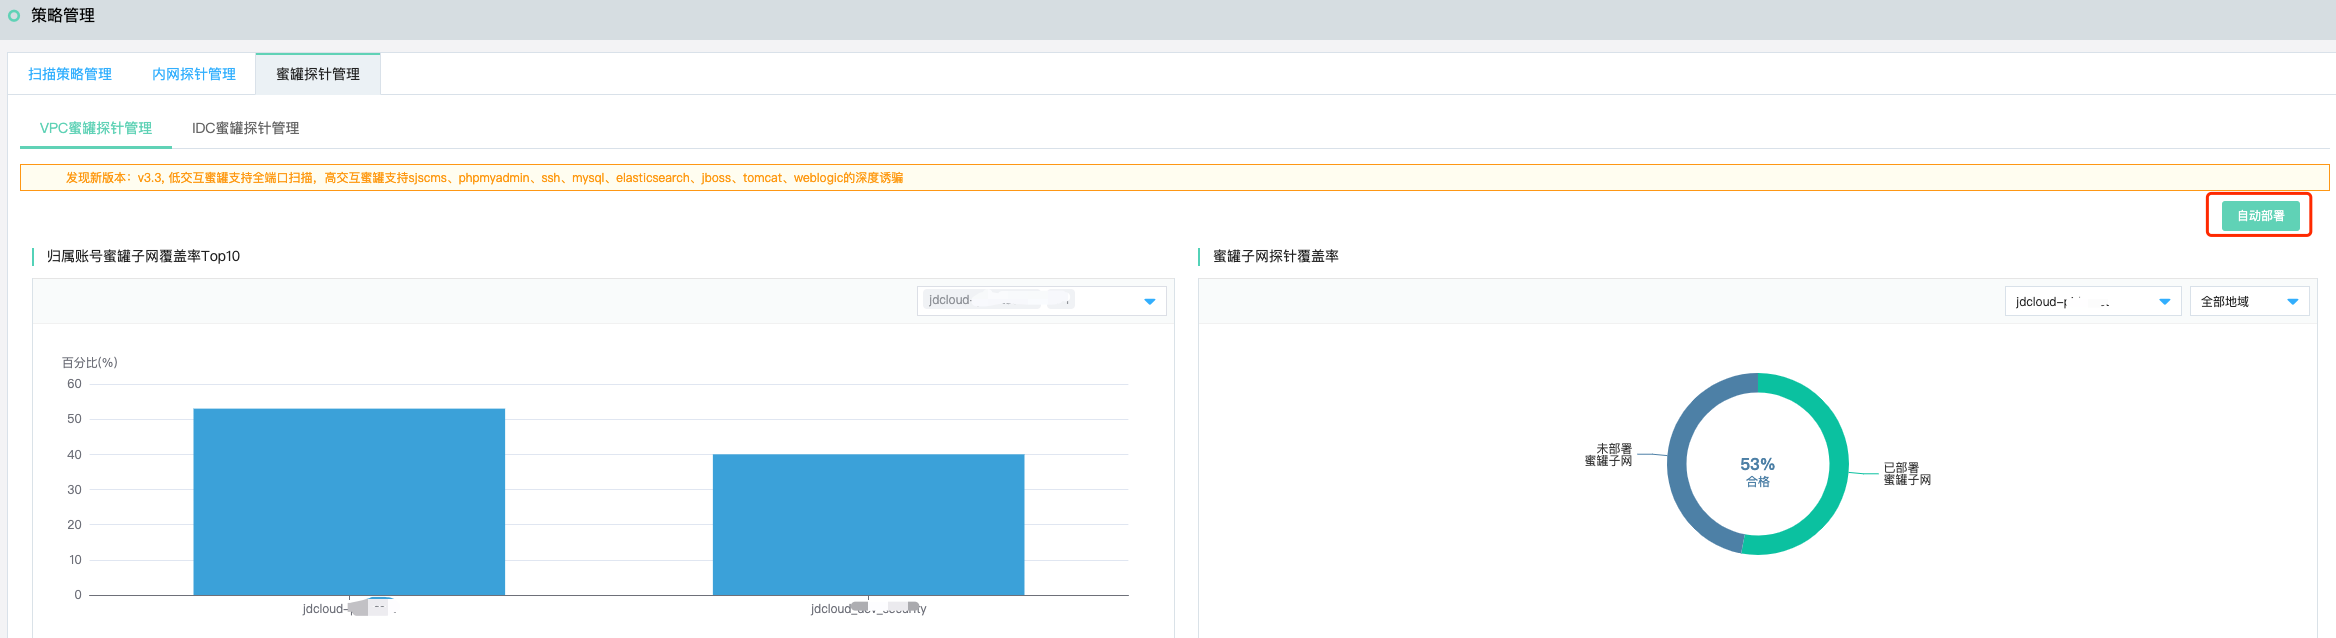 策略管理
扫描策略管理 内网探针管理 蜜罐探针管理
VPC蜜罐探针管理 IDC蜜罐探针管理
发现新版本：v3.3, 低交互蜜罐支持全端口扫描，高交互蜜罐支持sjscms、phpmyadmin、ssh、mysql、elasticsearch、jboss、tomcat、weblogic的深度诱骗
自动部署
归属账号蜜罐子网覆盖率Top10
jdcloud-
百分比(%)
60
50
40
30
20
10
0
jdcloud-
jdcloud_
蜜罐子网探针覆盖率
jdcloud-
全部地域
未部署
蜜罐子网
53%
合格
已部署
蜜罐子网